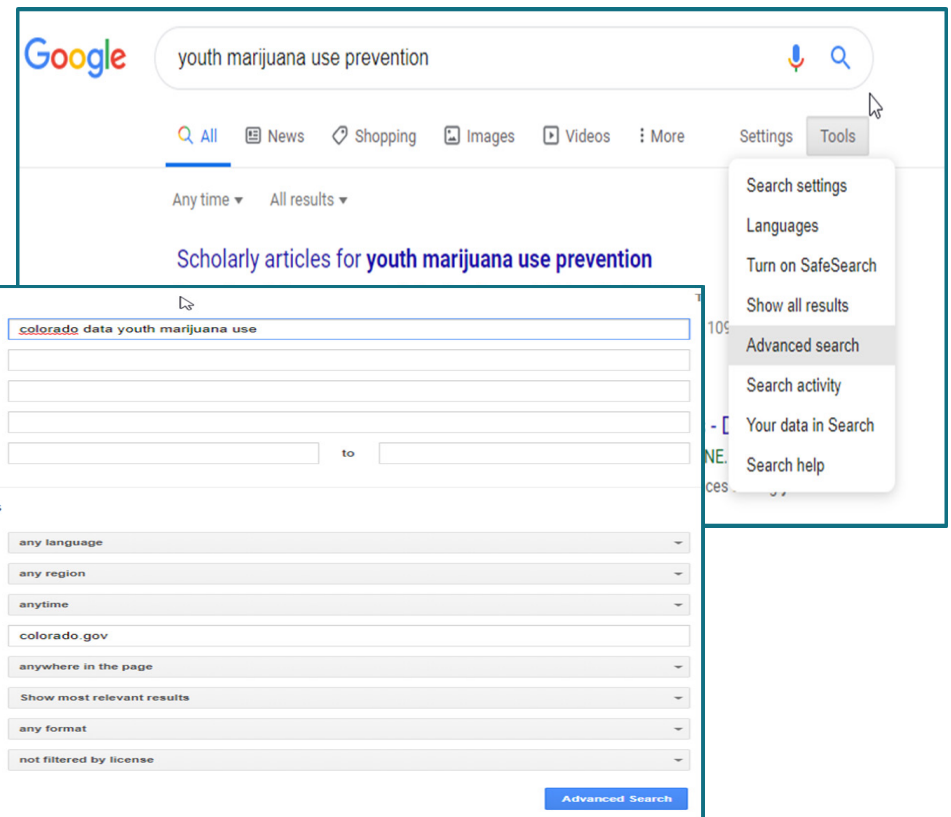 Google
youth marijuana use prevention
All News Shopping Images Videos More Settings Tools
Any time All results
Scholarly articles for youth marijuana use prevention
Search settings
Languages
Turn on SafeSearch
Show all results
Advanced search
Search activity
Your data in Search
Search help
109
- D
NE.
ces
colorado data youth marijuana use
to
any language
any region
anytime
colorado.gov
anywhere in the page
Show most relevant results
any format
not filtered by license
Advanced Search